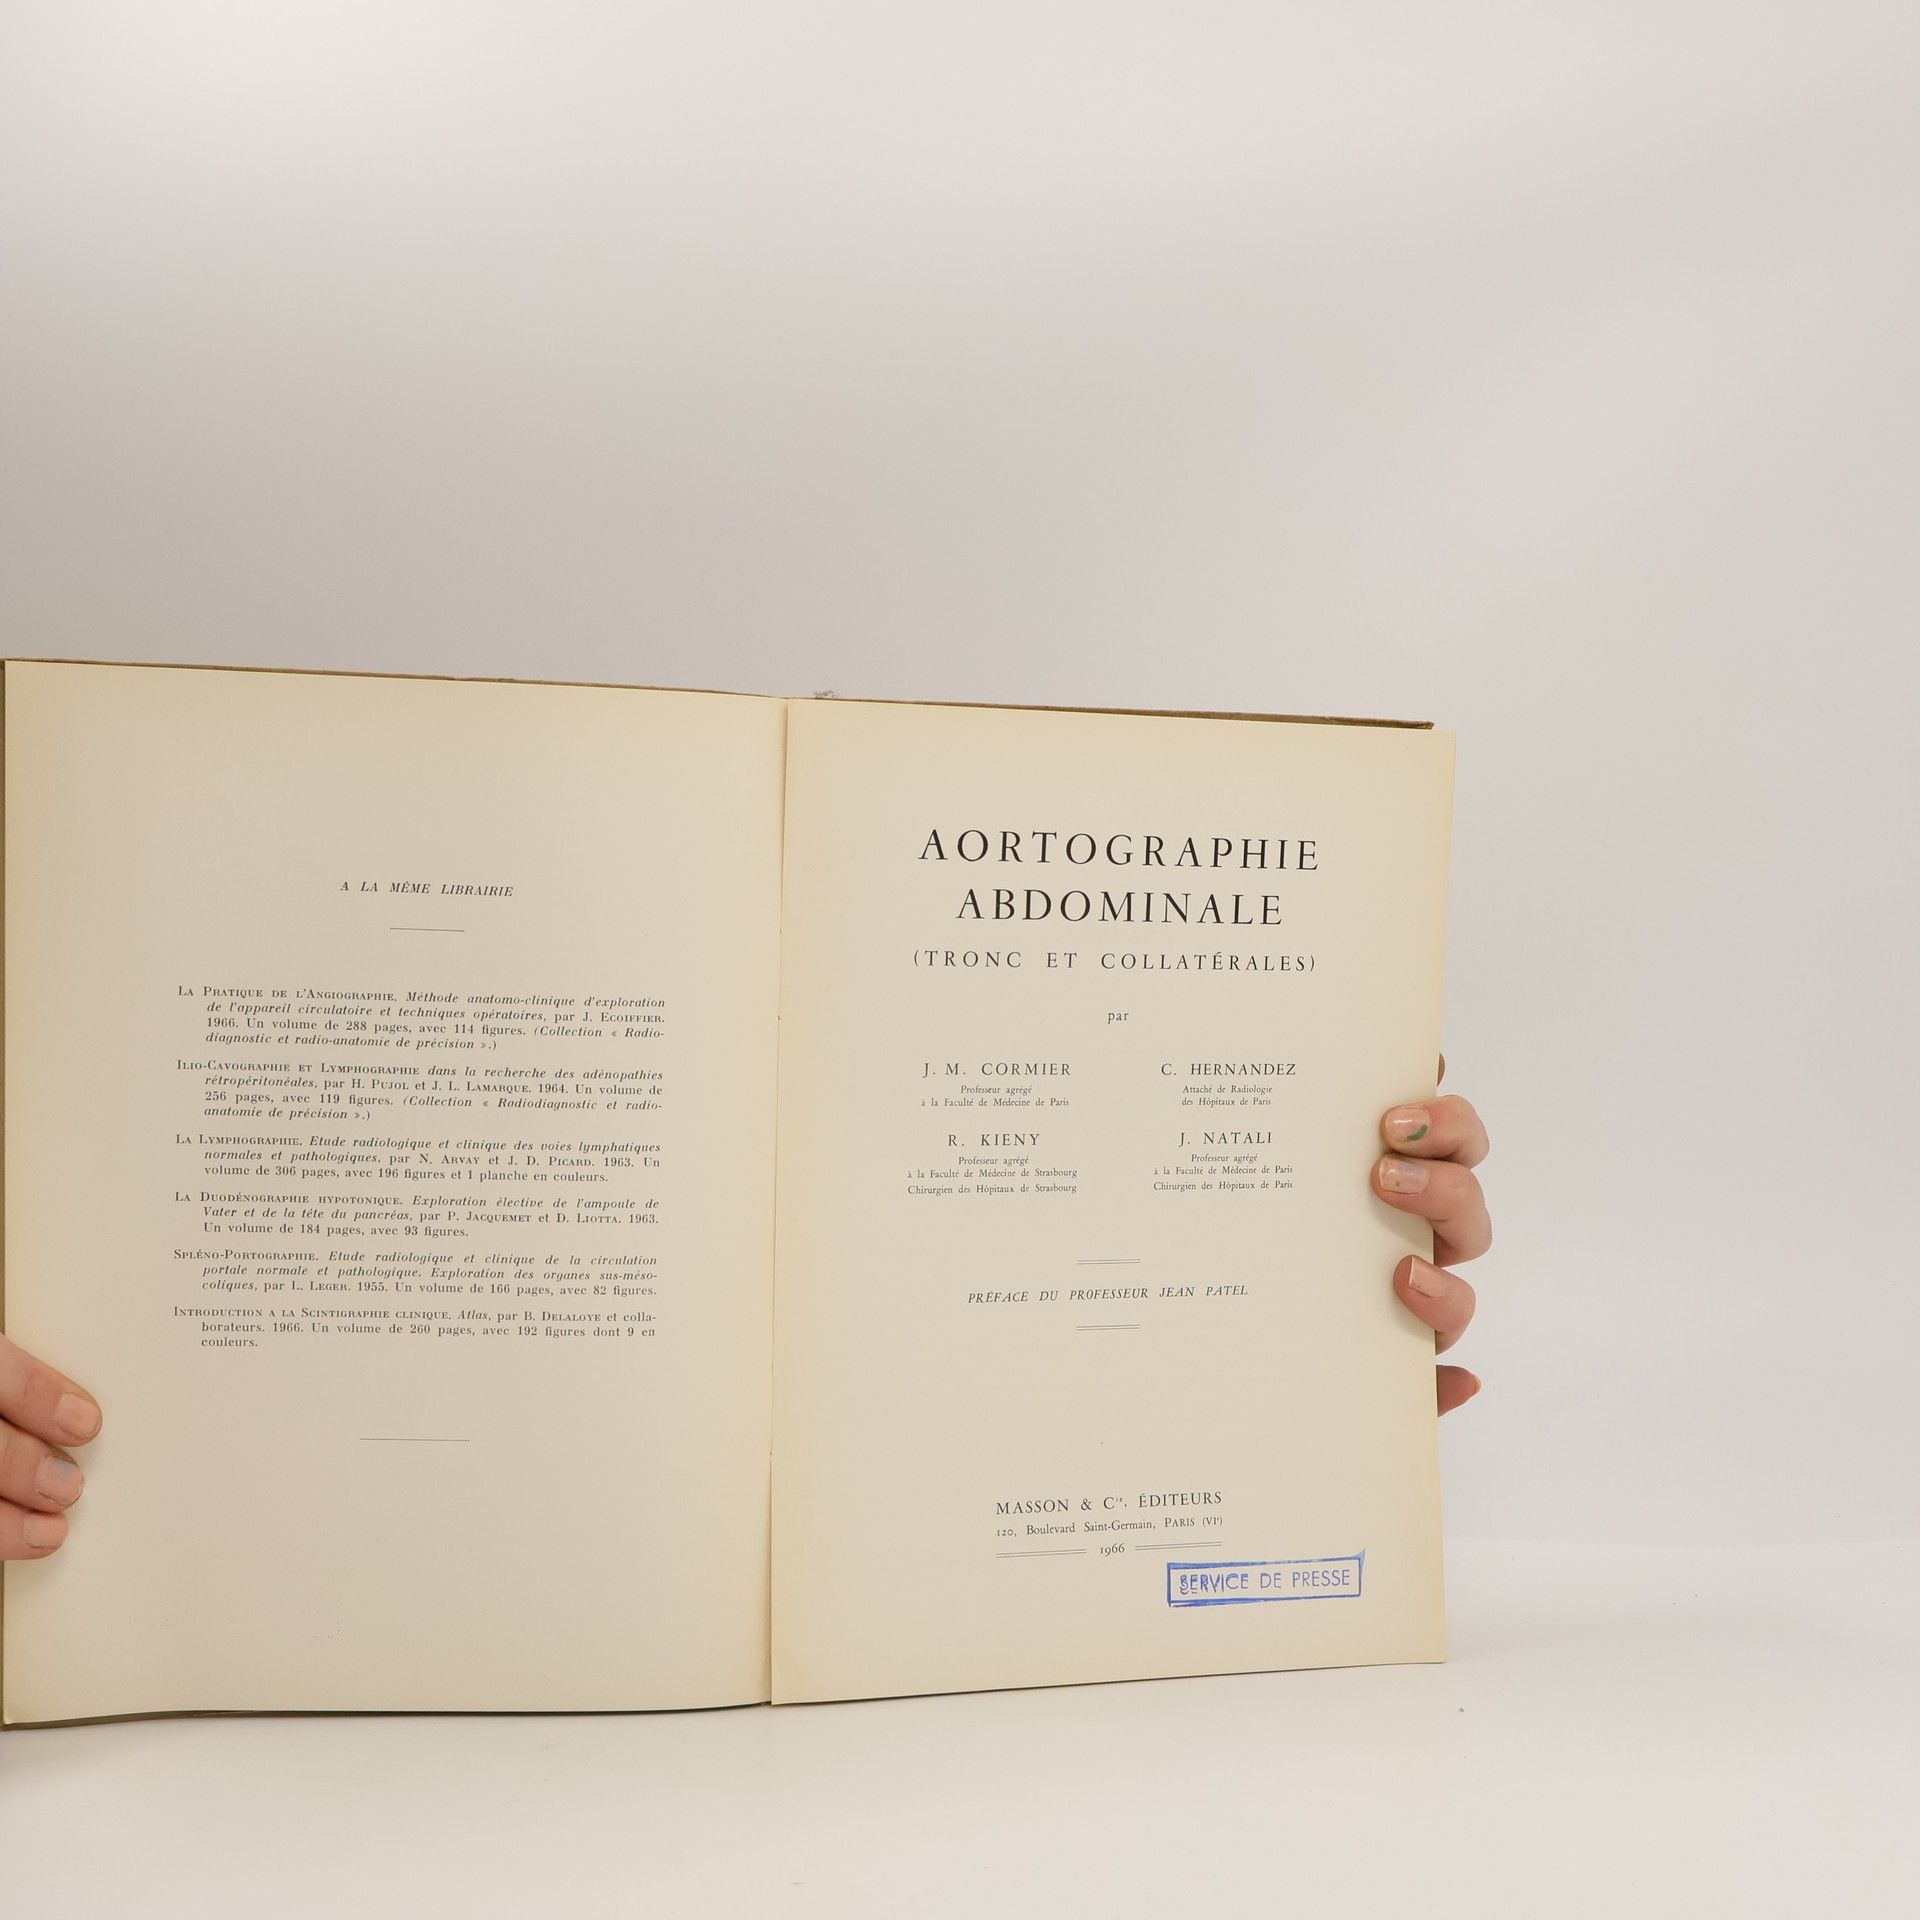 A LA MÊME LIBRAIRIE
LA PRATIQUE DE L'ANGIOGRAPHIE. Méthode anatomo-clinique d'exploration
de l'appareil circulatoire et techniques opératoires, par J. ECOIFFIER.
1966. Un volume de 288 pages, avec 114 figures. (Collection « Radio-
diagnostic et radio-anatomie de précision ».)
ILIO-CAVOGRAPHIE ET LYMPHOGRAPHIE dans la recherche des adénopathies
rétropéritonéales, par H. PUJOL et J. L. LAMARQUE. 1964. Un volume de
256 pages, avec 119 figures. (Collection « Radiodiagnostic et radio-
anatomie de précision ».)
LA LYMPHOGRAPHIE. Etude radiologique et clinique des voies lymphatiques
normales et pathologiques, par N. ARVAY et J. D. PICARD. 1963. Un
volume de 306 pages, avec 196 figures et 1 planche en couleurs.
LA DUODÉNOGRAPHIE HYPOTONIQUE. Exploration élective de l'ampoule de
Vater et de la tête du pancréas, par P. JACQUEMET et D. LIOTTA. 1963.
Un volume de 184 pages, avec 93 figures.
SPLÉNO-PORTOGRAPHIE. Etude radiologique et clinique de la circulation
portale normale et pathologique. Exploration des organes sus-méso-
coliques, par L. LEGER. 1955. Un volume de 166 pages, avec 82 figures.
INTRODUCTION A LA SCINTIGRAPHIE CLINIQUE. Atlas, par B. DELALOYE et colla-
borateurs. 1966. Un volume de 260 pages, avec 192 figures dont 9 en
couleurs.
AORTOGRAPHIE
ABDOMINALE
(TRONC ET COLLATÉRALES)
par
J. M. CORMIER
Professeur agrégé
à la Faculté de Médecine de Paris
C. HERNANDEZ
Attaché de Radiologie
des Hôpitaux de Paris
R. KIENY
Professeur agrégé
à la Faculté de Médecine de Strasbourg
Chirurgien des Hôpitaux de Strasbourg
J. NATALI
Professeur agrégé
à la Faculté de Médecine de Paris
Chirurgien des Hôpitaux de Paris
PRÉFACE DU PROFESSEUR JEAN PATEL
MASSON & Cie, ÉDITEURS
120, Boulevard Saint-Germain, PARIS (VIe)
1966
SERVICE DE PRESSE